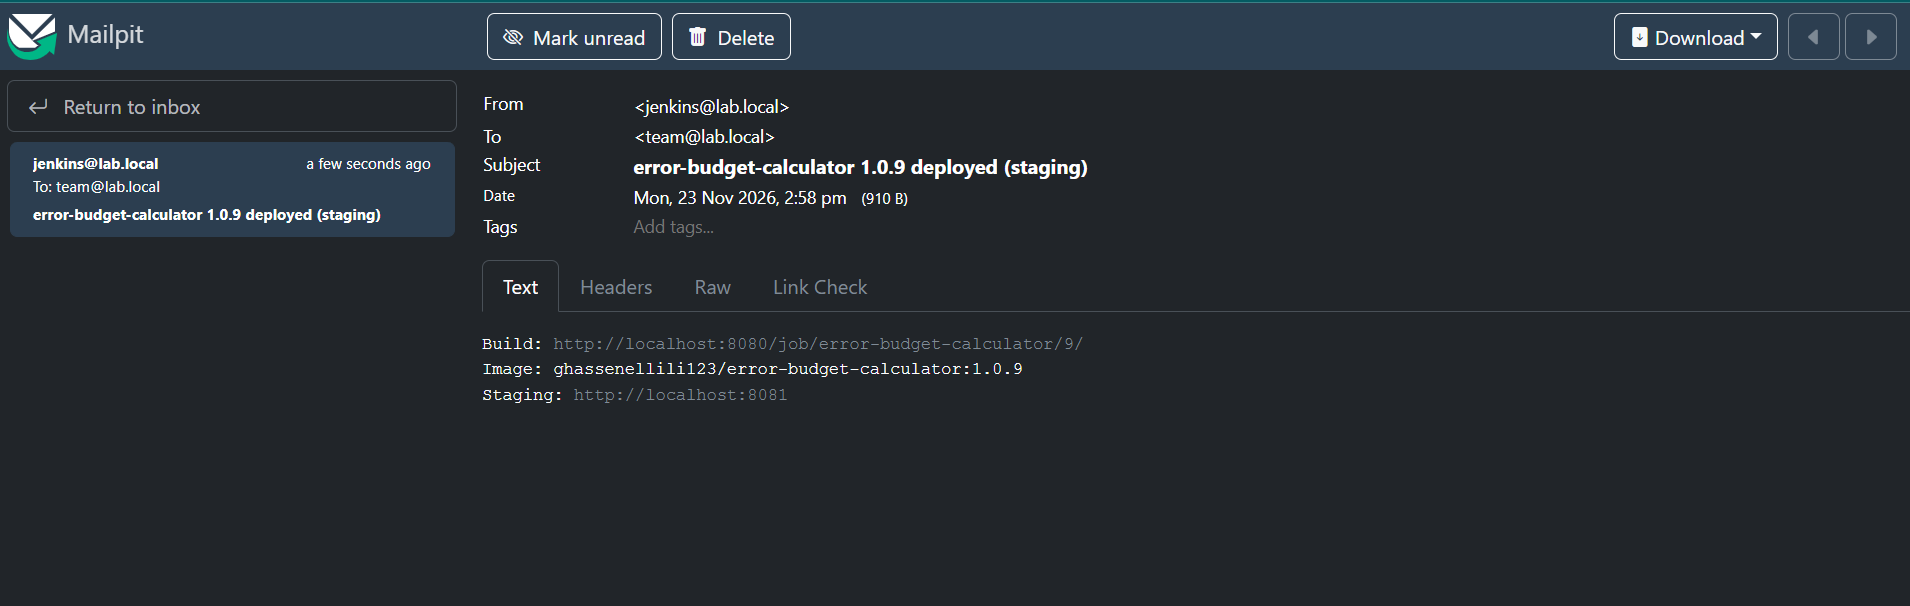 Mailpit
Mark unread
Delete
Download
Return to inbox
jenkins@lab.local a few seconds ago
To: team@lab.local
error-budget-calculator 1.0.9 deployed (staging)
From <jenkins@lab.local>
To <team@lab.local>
Subject error-budget-calculator 1.0.9 deployed (staging)
Date Mon, 23 Nov 2026, 2:58 pm (910 B)
Tags Add tags...
Text Headers Raw Link Check
Build: http://localhost:8080/job/error-budget-calculator/9/
Image: ghassenellili123/error-budget-calculator:1.0.9
Staging: http://localhost:8081